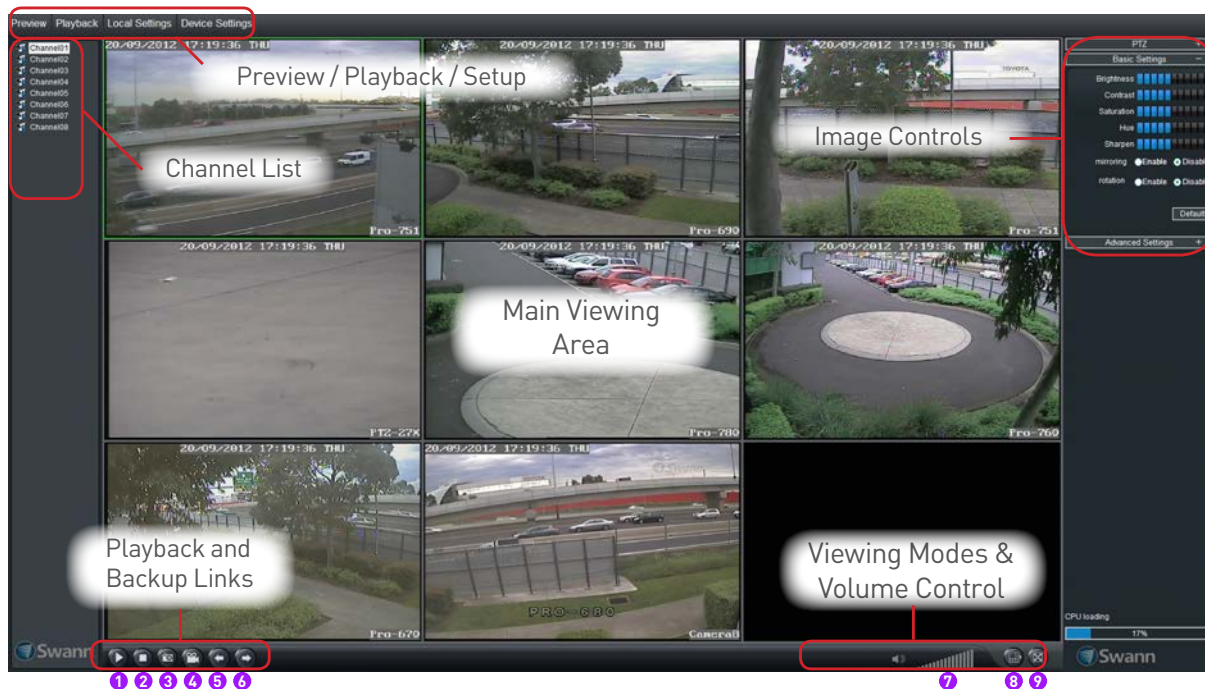 Preview Playback Local Settings Device Settings
Channel01
Channel02
Channel03
Channel04
Channel05
Channel06
Channel07
Channel08
20/09/2012 17:19:36 THU
20/09/2012 17:19:36 THU
20/09/2012 17:19:36 THU
Preview / Playback / Setup
Channel List
TOYOTA
Image Controls
Pro-751
Pro-690
Pro-751
PTZ +
Basic Settings −
Brightness
Contrast
Saturation
Hue
Sharpen
mirroring Enable Disabl
rotation Enable Disabl
Default
Advanced Settings +
20/09/2012 17:19:36 THU
20/09/2012 17:19:36 THU
20/09/2012 17:19:36 THU
Main Viewing
Area
PTZ-27X
Pro-780
Pro-760
20/09/2012 17:19:36 THU
20/09/2012 17:19:36 THU
Swann
Playback and
Backup Links
Viewing Modes &
Volume Control
PRO-680
Pro-670
Camera8
CPU loading
17%
Swann
Swann
1 2 3 4 5 6 7 8 9